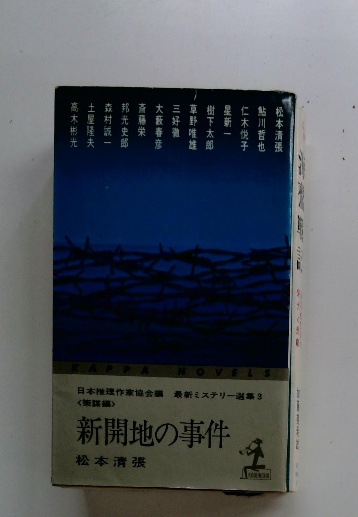 松本清張
鮎川哲也
仁木悦子
星新一
樹下太郎
草野唯雄
三好徹
大藪春彦
斎藤栄
邦光史郎
森村誠一
土屋隆夫
高木彬光
KAPPA NOVELS
日本推理作家協会編 最新ミステリー選集3
新開地の事件
松本清張